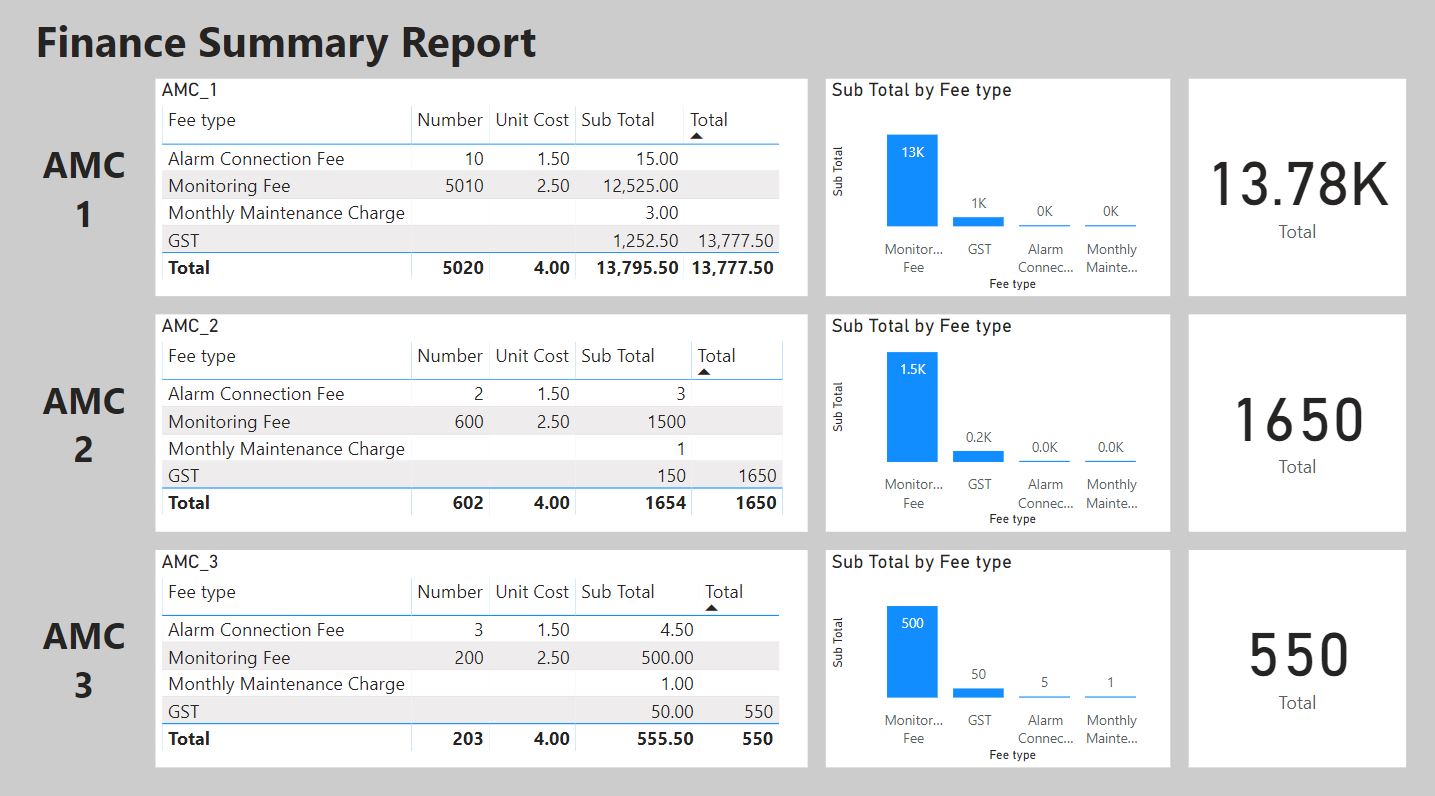 Finance Summary Report
AMC
1
AMC_1
Fee type Number Unit Cost Sub Total Total
Alarm Connection Fee 10 1.50 15.00
Monitoring Fee 5010 2.50 12,525.00
Monthly Maintenance Charge 3.00
GST 1,252.50 13,777.50
Total 5020 4.00 13,795.50 13,777.50
Sub Total by Fee type
Sub Total
13K 1K 0K 0K
Monitor... GST Alarm Monthly
Fee Connec... Mainte...
Fee type
13.78K
Total
AMC
2
AMC_2
Fee type Number Unit Cost Sub Total Total
Alarm Connection Fee 2 1.50 3
Monitoring Fee 600 2.50 1500
Monthly Maintenance Charge 1
GST 150 1650
Total 602 4.00 1654 1650
Sub Total by Fee type
Sub Total
1.5K 0.2K 0.0K 0.0K
Monitor... GST Alarm Monthly
Fee Connec... Mainte...
Fee type
1650
Total
AMC
3
AMC_3
Fee type Number Unit Cost Sub Total Total
Alarm Connection Fee 3 1.50 4.50
Monitoring Fee 200 2.50 500.00
Monthly Maintenance Charge 1.00
GST 50.00 550
Total 203 4.00 555.50 550
Sub Total by Fee type
Sub Total
500 50 5 1
Monitor... GST Alarm Monthly
Fee Connec... Mainte...
Fee type
550
Total